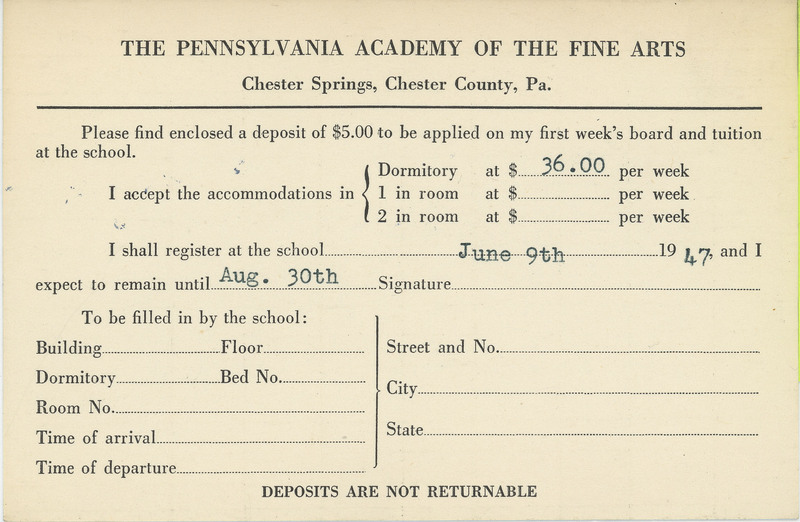 THE PENNSYLVANIA ACADEMY OF THE FINE ARTS
Chester Springs, Chester County, Pa.
Please find enclosed a deposit of $5.00 to be applied on my first week's board and tuition
at the school.
I accept the accommodations in
Dormitory at $ 36.00 per week
1 in room at $ per week
2 in room at $ per week
I shall register at the school June 9th 1947, and I
expect to remain until Aug. 30th Signature
To be filled in by the school:
Building Floor
Dormitory Bed No.
Room No.
Time of arrival
Time of departure
Street and No.
City
State
DEPOSITS ARE NOT RETURNABLE